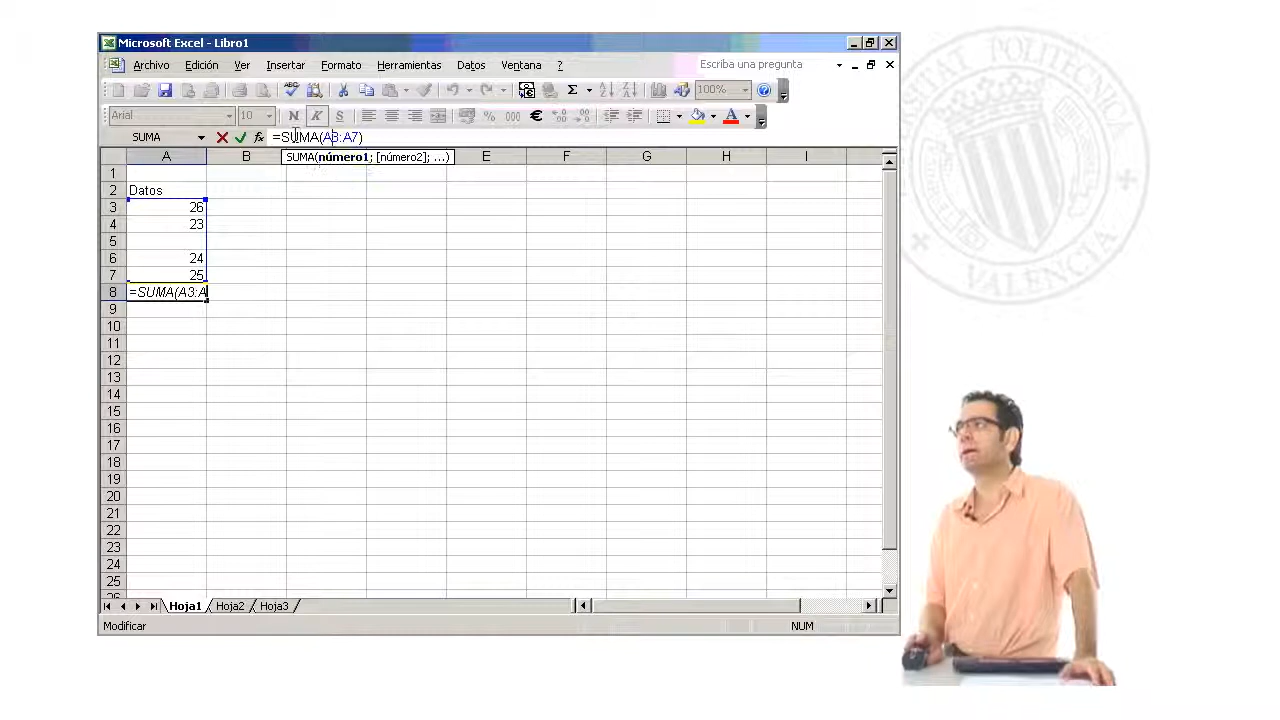 Microsoft Excel - Libro1
Archivo Edición Ver Insertar Formato Herramientas Datos Ventana ? Escriba una pregunta
Σ 100%
Arial 10 N K S % 000 € A
SUMA fx =SUMA(A3:A7)
SUMA(número1; [número2]; ...)
A B E F G H I
1
2 Datos
3 26
4 23
5
6 24
7 25
8 =SUMA(A3:A
9
10
11
12
13
14
15
16
17
18
19
20
21
22
23
24
25
Hoja1 Hoja2 Hoja3
Modificar NUM
POLITECNICA
VALENCIA